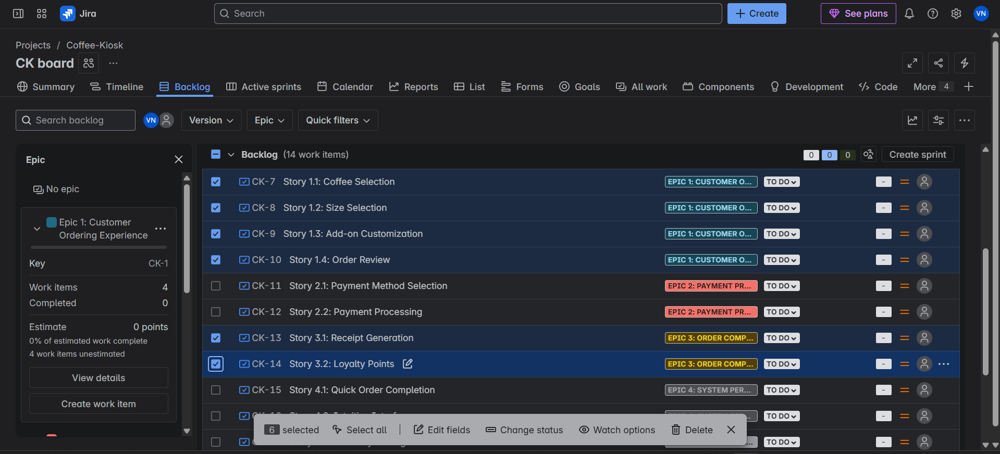 Jira
Search
Create
See plans
VN
Projects / Coffee-Kiosk
CK board
Summary
Timeline
Backlog
Active sprints
Calendar
Reports
List
Forms
Goals
All work
Components
Development
Code
More 4
Search backlog
VN
Version
Epic
Quick filters
Epic
No epic
Epic 1: Customer
Ordering Experience
Key CK-1
Work items 4
Completed 0
Estimate 0 points
0% of estimated work complete
4 work items unestimated
View details
Create work item
Backlog (14 work items)
0 0 0
Create sprint
CK-7 Story 1.1: Coffee Selection EPIC 1: CUSTOMER O... TO DO -
CK-8 Story 1.2: Size Selection EPIC 1: CUSTOMER O... TO DO -
CK-9 Story 1.3: Add-on Customization EPIC 1: CUSTOMER O... TO DO -
CK-10 Story 1.4: Order Review EPIC 1: CUSTOMER O... TO DO -
CK-11 Story 2.1: Payment Method Selection EPIC 2: PAYMENT PR... TO DO -
CK-12 Story 2.2: Payment Processing EPIC 2: PAYMENT PR... TO DO -
CK-13 Story 3.1: Receipt Generation EPIC 3: ORDER COMP... TO DO -
CK-14 Story 3.2: Loyalty Points EPIC 3: ORDER COMP... TO DO -
CK-15 Story 4.1: Quick Order Completion EPIC 4: SYSTEM PER... TO DO -
TO DO -
6 selected
Select all
Edit fields
Change status
Watch options
Delete
TO DO -